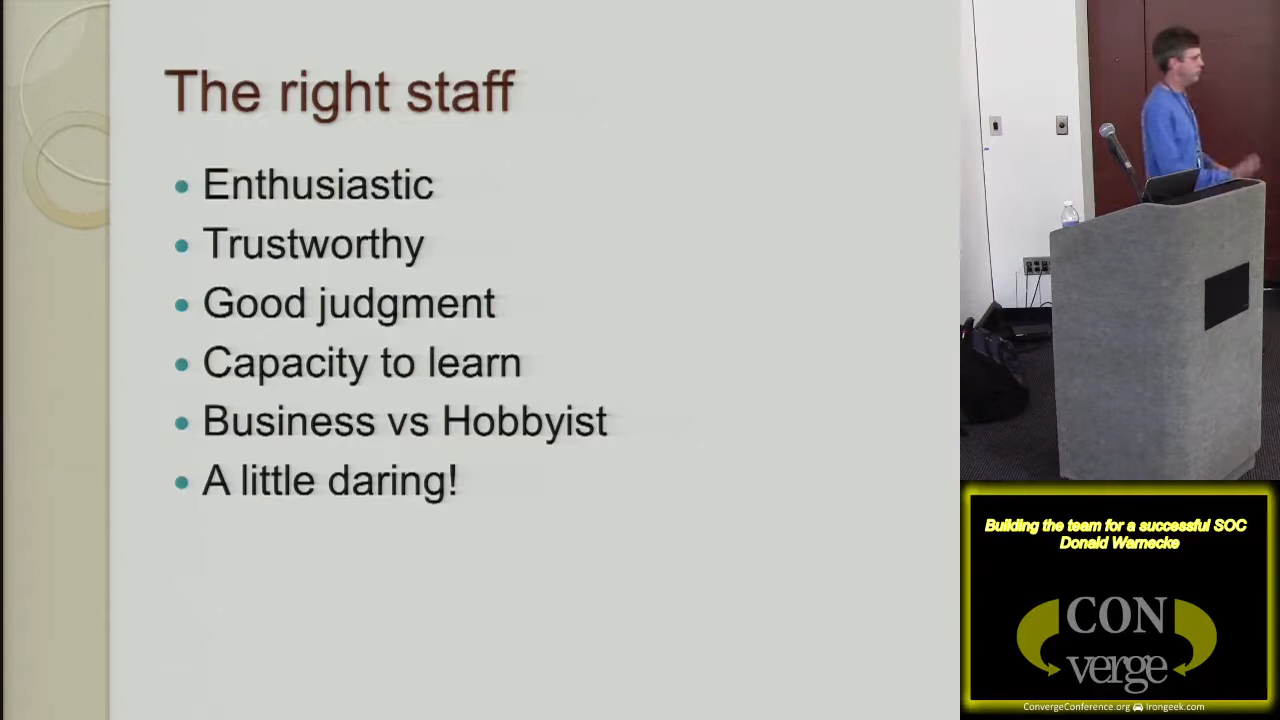 The right staff
Enthusiastic
Trustworthy
Good judgment
Capacity to learn
Business vs Hobbyist
A little daring!
Building the team for a successful SOC
Donald Warnecke
CON
verge
ConvergeConference.org Irongeek.com